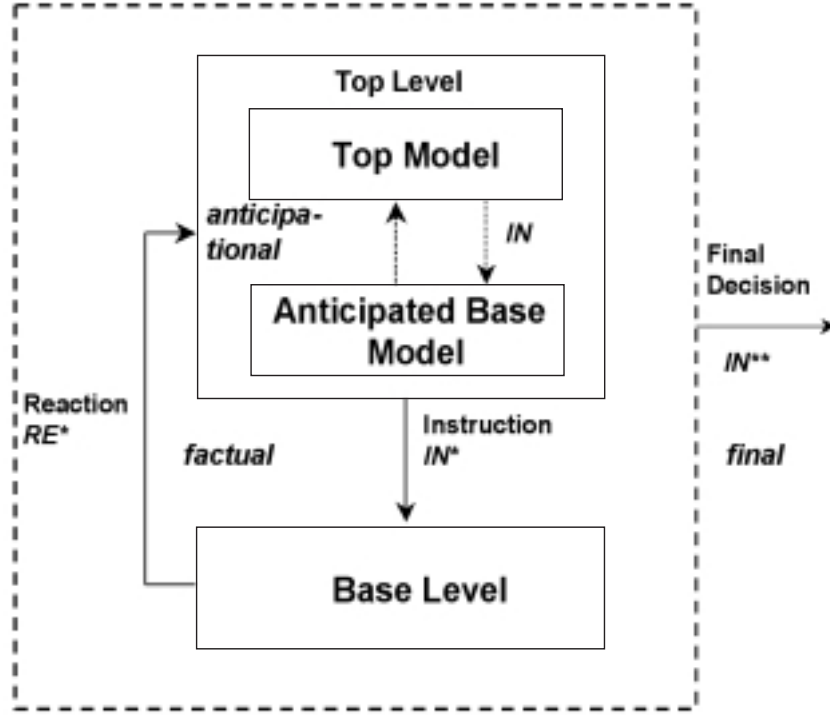 Top Level
Top Model
anticipa-
tional
IN
Anticipated Base
Model
Final
Decision
IN**
final
Reaction
RE*
factual
Instruction
IN*
Base Level